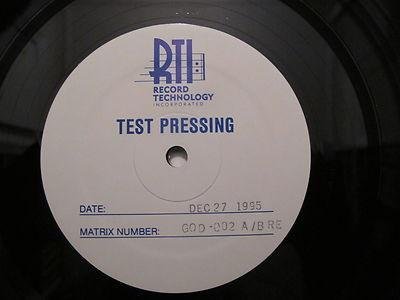 RTI
RECORD
TECHNOLOGY
INCORPORATED
TEST PRESSING
DATE: DEC 27 1995
MATRIX NUMBER: GOD-002 A/B RE